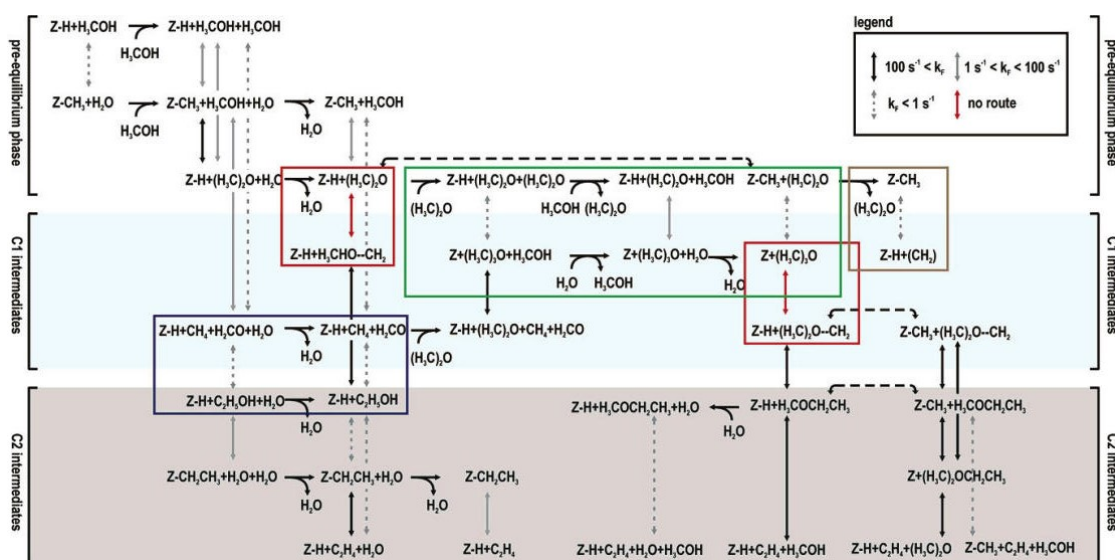 legend
100 s⁻¹ < kF
1 s⁻¹ < kF < 100 s⁻¹
kF < 1 s⁻¹
no route
pre-equilibrium phase
pre-equilibrium phase
Z-H+H₃COH
Z-H+H₃COH+H₃COH
H₃COH
Z-CH₃+H₂O
Z-CH₃+H₃COH+H₂O
Z-CH₃+H₃COH
H₃COH
H₂O
Z-H+(H₃C)₂O+H₂O
Z-H+(H₃C)₂O
Z-H+(H₃C)₂O+(H₃C)₂O
Z-H+(H₃C)₂O+H₃COH
Z-CH₃+(H₃C)₂O
Z-CH₃
H₂O
(H₃C)₂O
H₃COH
(H₃C)₂O
(H₃C)₂O
C1 intermediates
C1 intermediates
Z-H+H₃CHO--CH₂
Z+(H₃C)₃O+H₃COH
Z+(H₃C)₃O+H₂O
Z+(H₃C)₃O
Z-H+(CH₂)
H₂O
H₃COH
H₂O
Z-H+CH₄+H₂CO+H₂O
Z-H+CH₄+H₂CO
Z-H+(H₃C)₂O+CH₄+H₂CO
Z-H+(H₃C)₂O--CH₂
Z-CH₃+(H₃C)₂O--CH₂
H₂O
(H₃C)₂O
C2 intermediates
C2 intermediates
Z-H+C₂H₅OH+H₂O
Z-H+C₂H₅OH
Z-H+H₃COCH₂CH₃+H₂O
Z-H+H₃COCH₂CH₃
Z-CH₃+H₃COCH₂CH₃
H₂O
H₂O
Z-CH₂CH₃+H₂O+H₂O
Z-CH₂CH₃+H₂O
Z-CH₂CH₃
Z+(H₃C)₂OCH₂CH₃
H₂O
H₂O
Z-H+C₂H₄+H₂O
Z-H+C₂H₄
Z-H+C₂H₄+H₂O+H₃COH
Z-H+C₂H₄+H₃COH
Z-H+C₂H₄+(H₃C)₂O
Z-CH₃+C₂H₄+H₃COH